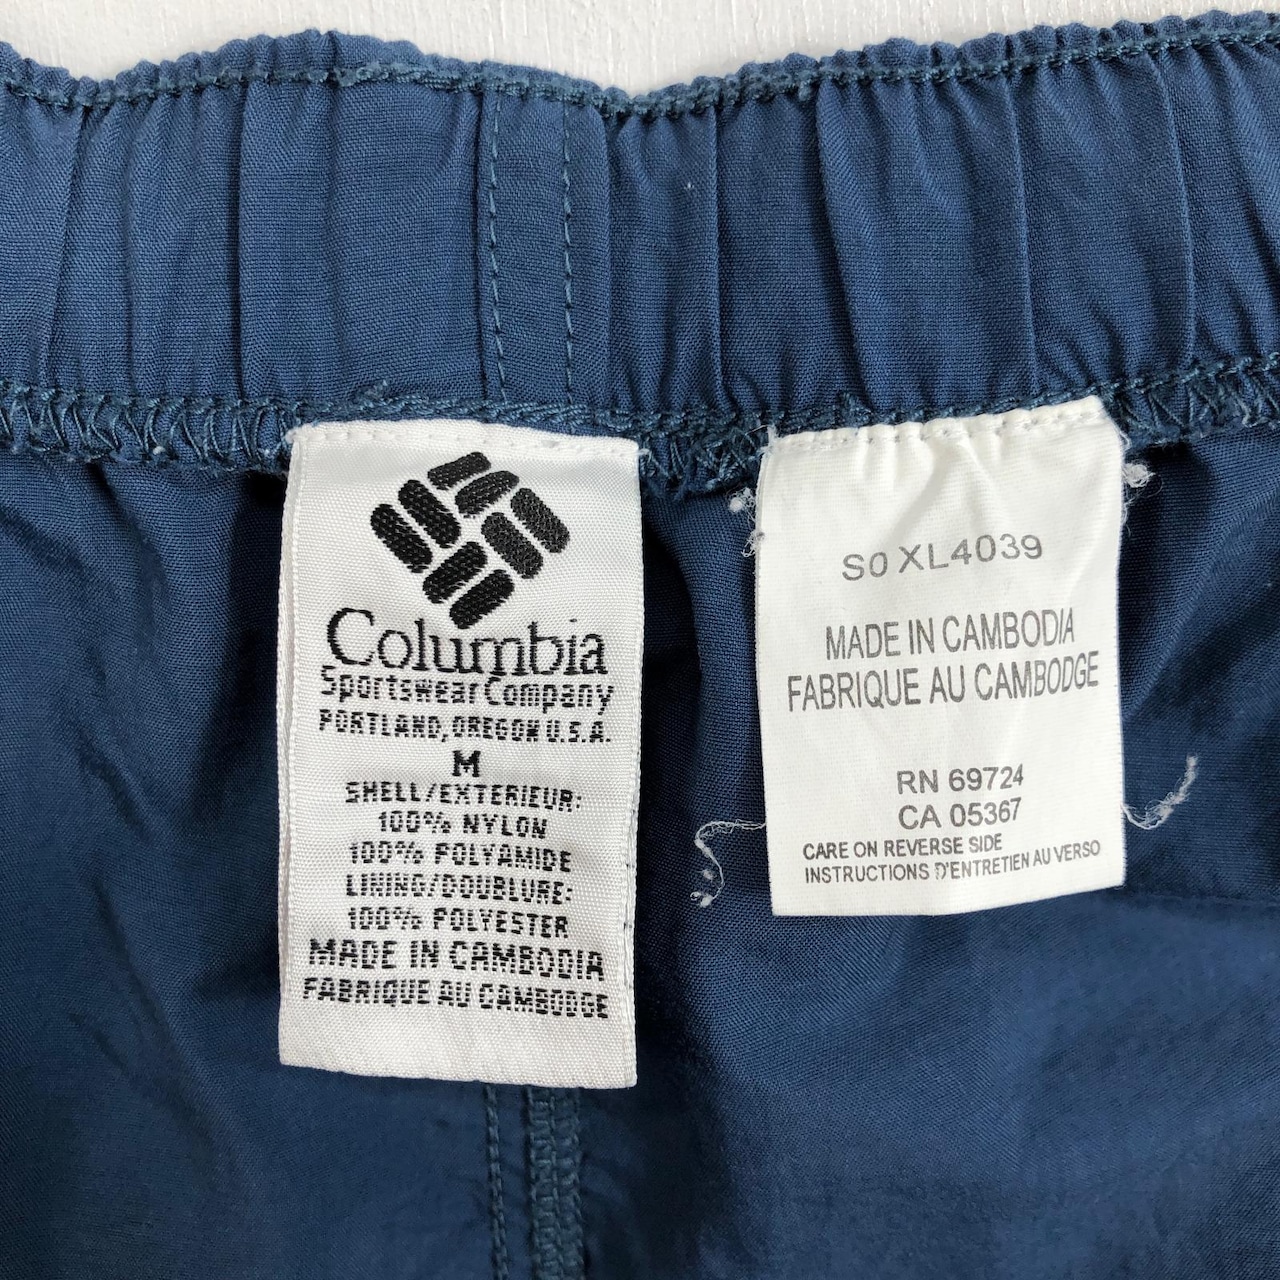 Columbia
Sportswear Company
PORTLAND, OREGON U.S.A.
M
SHELL/EXTERIEUR:
100% NYLON
100% POLYAMIDE
LINING/DOUBLURE:
100% POLYESTER
MADE IN CAMBODIA
FABRIQUE AU CAMBODGE
S0 XL4039
MADE IN CAMBODIA
FABRIQUE AU CAMBODGE
RN 69724
CA 05367
CARE ON REVERSE SIDE
INSTRUCTIONS D'ENTRETIEN AU VERSO